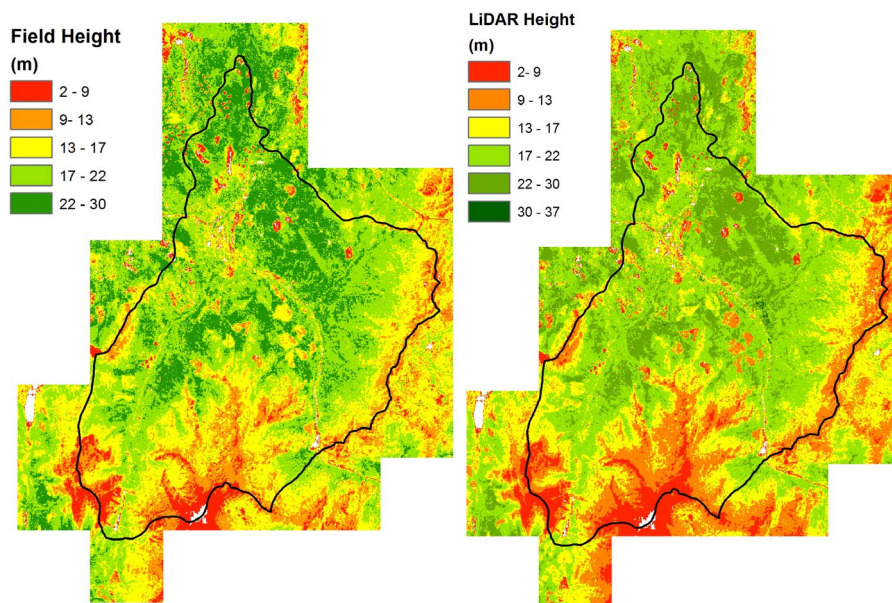 Field Height
(m)
2 - 9
9- 13
13 - 17
17 - 22
22 - 30
LiDAR Height
(m)
2- 9
9 - 13
13 - 17
17 - 22
22 - 30
30 - 37